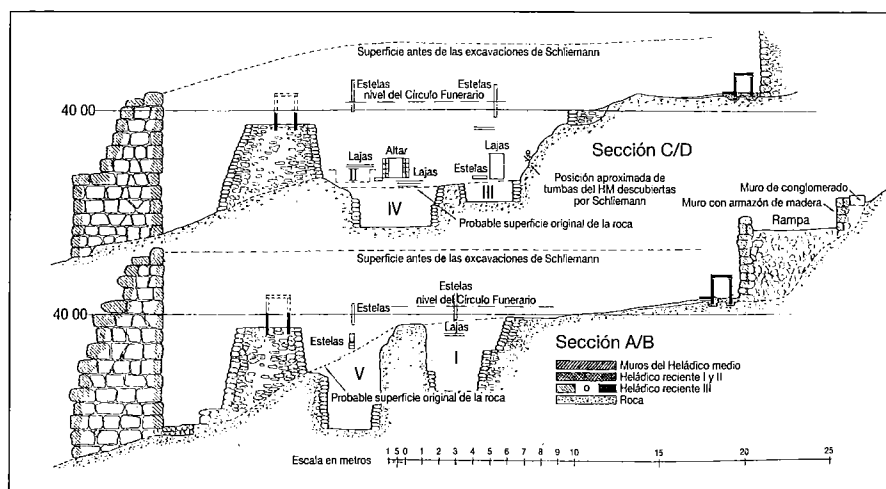 Superficie antes de las excavaciones de Schliemann
Estelas
Estelas
nivel del Círculo Funerario
40 00
Lajas
Altar
Lajas
Lajas
Estelas
Sección C/D
IV
III
Posición aproximada de
tumbas del HM descubiertas
por Schliemann
Probable superficie original de la roca
Muro de conglomerado
Muro con armazón de madera
Rampa
Superficie antes de las excavaciones de Schliemann
Estelas
Estelas
nivel del Círculo Funerario
40 00
Estelas
Lajas
V
I
Probable superficie original de la roca
Sección A/B
Muros del Heládico medio
Heládico reciente I y II
Heládico reciente III
Roca
Escala en metros
1 .5 0 1 2 3 4 5 6 7 8 9 10 15 20 25